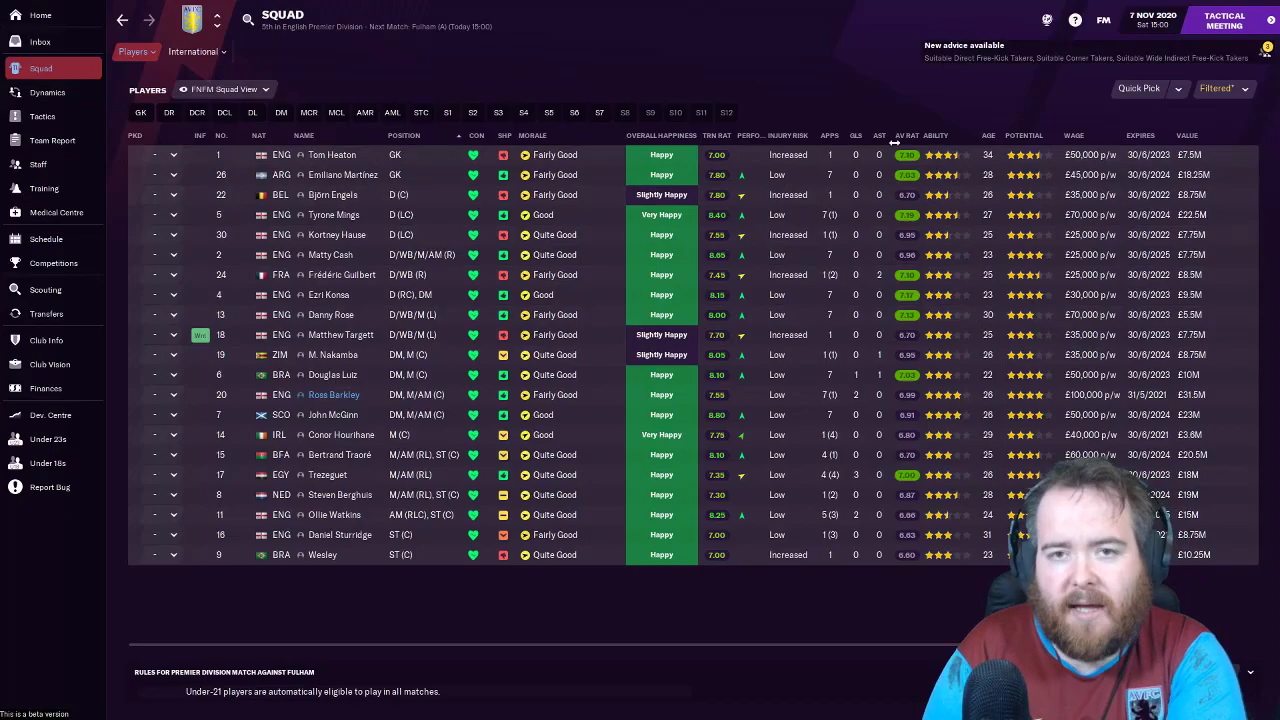 Home
SQUAD
5th in English Premier Division - Next Match: Fulham (A) (Today 15:00)
FM
7 NOV 2020
Sat 15:00
TACTICAL
MEETING
Inbox
Squad
Dynamics
Tactics
Team Report
Staff
Training
Medical Centre
Schedule
Competitions
Scouting
Transfers
Club Info
Club Vision
Finances
Dev. Centre
Under 23s
Under 18s
Report Bug
This is a beta version
Players
International
New advice available
Suitable Direct Free-Kick Takers, Suitable Corner Takers, Suitable Wide Indirect Free-Kick Takers
3
PLAYERS
FNFM Squad View
Quick Pick
Filtered*
GK DR DCR DCL DL DM MCR MCL AMR AML STC S1 S2 S3 S4 S5 S6 S7 S8 S9 S10 S11 S12
PKD INF NO. NAT NAME POSITION CON SHP MORALE OVERALL HAPPINESS TRN RAT PERFO... INJURY RISK APPS GLS AST AV RAT ABILITY AGE POTENTIAL WAGE EXPIRES VALUE
- 1 ENG Tom Heaton GK Fairly Good Happy 7.00 Increased 1 0 0 7.10 34 £50,000 p/w 30/6/2023 £7.5M
- 26 ARG Emiliano Martínez GK Fairly Good Happy 7.80 Low 7 0 0 7.03 28 £45,000 p/w 30/6/2024 £18.25M
- 22 BEL Björn Engels D (C) Fairly Good Slightly Happy 7.80 Increased 1 0 0 6.70 26 £35,000 p/w 30/6/2022 £8.75M
- 5 ENG Tyrone Mings D (LC) Good Very Happy 8.40 Low 7 (1) 0 0 7.19 27 £70,000 p/w 30/6/2024 £22.5M
- 30 ENG Kortney Hause D (LC) Quite Good Happy 7.55 Low 1 (1) 0 0 6.95 25 £25,000 p/w 30/6/2022 £7.75M
- 2 ENG Matty Cash D/WB/M/AM (R) Quite Good Happy 8.65 Low 7 0 0 6.96 23 £25,000 p/w 30/6/2025 £7.75M
- 24 FRA Frédéric Guilbert D/WB (R) Fairly Good Happy 7.45 Increased 1 (2) 0 2 7.10 25 £25,000 p/w 30/6/2022 £8.5M
- 4 ENG Ezri Konsa D (RC), DM Good Happy 8.15 Low 7 0 0 7.17 23 £30,000 p/w 30/6/2023 £9.5M
- 13 ENG Danny Rose D/WB/M (L) Fairly Good Happy 8.00 Low 7 0 0 7.13 30 £70,000 p/w 30/6/2023 £5.5M
- Wnt 18 ENG Matthew Targett D/WB/M (L) Fairly Good Slightly Happy 7.70 Increased 1 0 0 6.70 25 £35,000 p/w 30/6/2023 £7.75M
- 19 ZIM M. Nakamba DM, M (C) Quite Good Slightly Happy 8.05 Low 1 (1) 0 1 6.95 26 £35,000 p/w 30/6/2024 £8.75M
- 6 BRA Douglas Luiz DM, M (C) Quite Good Happy 8.10 Low 7 1 1 7.03 22 £50,000 p/w 30/6/2022 £10M
- 20 ENG Ross Barkley DM, M/AM (C) Quite Good Happy 7.55 Low 7 (1) 0 2 6.99 26 £100,000 p/w 31/5/2021 £31.5M
- 7 SCO John McGinn DM, M/AM (C) Good Happy 8.80 Low 7 0 0 6.91 26 £50,000 p/w 30/6/2024 £23M
- 14 IRL Conor Hourihane M (C) Good Very Happy 7.75 Low 1 (4) 0 0 6.80 29 £40,000 p/w 30/6/2021 £3.6M
- 15 BFA Bertrand Traoré M/AM (RL), ST (C) Quite Good Happy 8.10 Low 4 (1) 0 0 6.70 25 £60,000 p/w 30/6/2024 £20.5M
- 17 EGY Trezeguet M/AM (RL) Quite Good Happy 7.35 Low 4 (4) 3 0 7.00 26 £18M
- 8 NED Steven Berghuis M/AM (RL), ST (C) Quite Good Happy 7.30 Low 1 (2) 0 0 6.87 28 £19M
- 11 ENG Ollie Watkins AM (RLC), ST (C) Quite Good Happy 8.25 Low 5 (3) 2 0 6.86 24 £19.5M
- 16 ENG Daniel Sturridge ST (C) Fairly Good Happy 7.00 Low 1 (3) 0 0 6.63 31 £8.75M
- 9 BRA Wesley ST (C) Quite Good Happy 7.00 Increased 1 0 0 6.60 23 £10.25M
RULES FOR PREMIER DIVISION MATCH AGAINST FULHAM
Under-21 players are automatically eligible to play in all matches.
AVFC